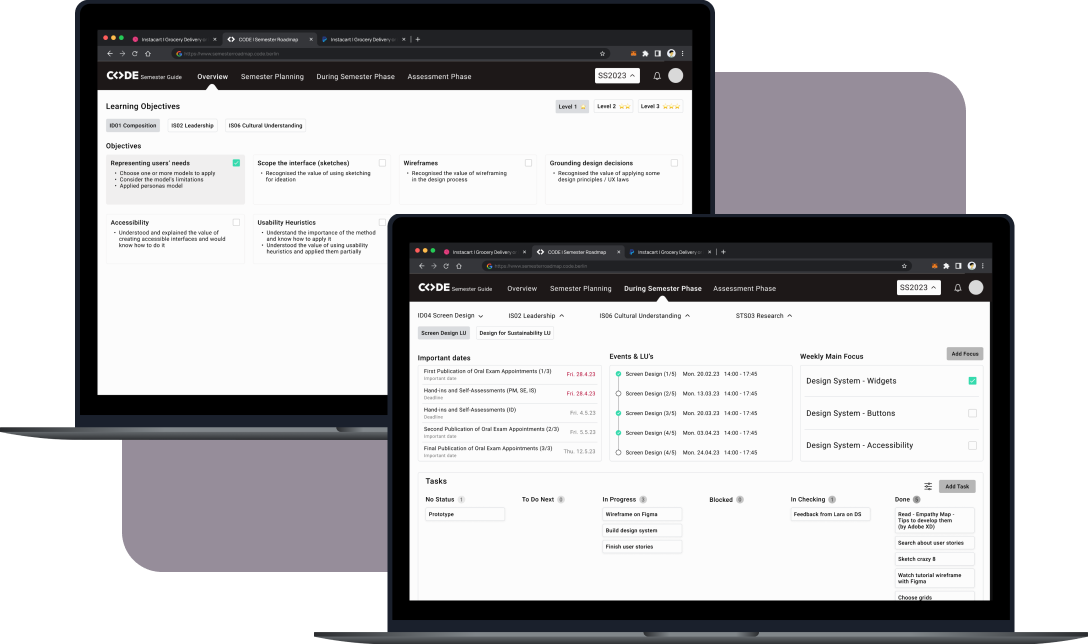 Instacart I Grocery Delivery
CODE I Semester Roadmap
Instacart I Grocery Delivery
https://www.semesterroadmap.code.berlin
CODE Semester Guide
Overview
Semester Planning
During Semester Phase
Assessment Phase
SS2023
Learning Objectives
Level 1
Level 2
Level 3
ID01 Composition
IS02 Leadership
IS06 Cultural Understanding
Objectives
Representing users' needs
• Choose one or more models to apply
• Consider the model's limitations
• Applied personas model
Scope the interface (sketches)
• Recognised the value of using sketching
for ideation
Wireframes
• Recognised the value of wireframing
in the design process
Grounding design decisions
• Recognised the value of applying some
design principles / UX laws
Accessibility
• Understood and explained the value of
creating accessible interfaces and would
know how to do it
Usability Heuristics
• Understand the importance of the method
and know how to apply it
• Understood the value of using usability
heuristics and applied them partially
Instacart I Grocery Delivery
CODE I Semester Roadmap
Instacart I Grocery Delivery
https://www.semesterroadmap.code.berlin
CODE Semester Guide
Overview
Semester Planning
During Semester Phase
Assessment Phase
SS2023
ID04 Screen Design
IS02 Leadership
IS06 Cultural Understanding
STS03 Research
Screen Design LU
Design for Sustainability LU
Important dates
First Publication of Oral Exam Appointments (1/3)
Important date
Fri. 28.4.23
Hand-ins and Self-Assessments (PM, SE, IS)
Deadline
Fri. 28.4.23
Hand-ins and Self-Assessments (ID)
Deadline
Fri. 4.5.23
Second Publication of Oral Exam Appointments (2/3)
Important date
Fri. 5.5.23
Final Publication of Oral Exam Appointments (3/3)
Important date
Thu. 12.5.23
Events & LU's
Screen Design (1/5) Mon. 20.02.23 14:00 - 17:45
Screen Design (2/5) Mon. 13.03.23 14:00 - 17:45
Screen Design (3/5) Mon. 20.03.23 14:00 - 17:45
Screen Design (4/5) Mon. 03.04.23 14:00 - 17:45
Screen Design (5/4) Mon. 24.04.23 14:00 - 17:45
Weekly Main Focus
Add Focus
Design System - Widgets
Design System - Buttons
Design System - Accessibility
Tasks
Add Task
No Status 1
Prototype
To Do Next 0
In Progress
Wireframe on Figma
Build design system
Finish user stories
Blocked 0
In Checking 1
Feedback from Lara on DS
Done
Read - Empathy Map -
Tips to develop them
(by Adobe XD)
Search about user stories
Sketch crazy 8
Watch tutorial wireframe
with Figma
Choose grids